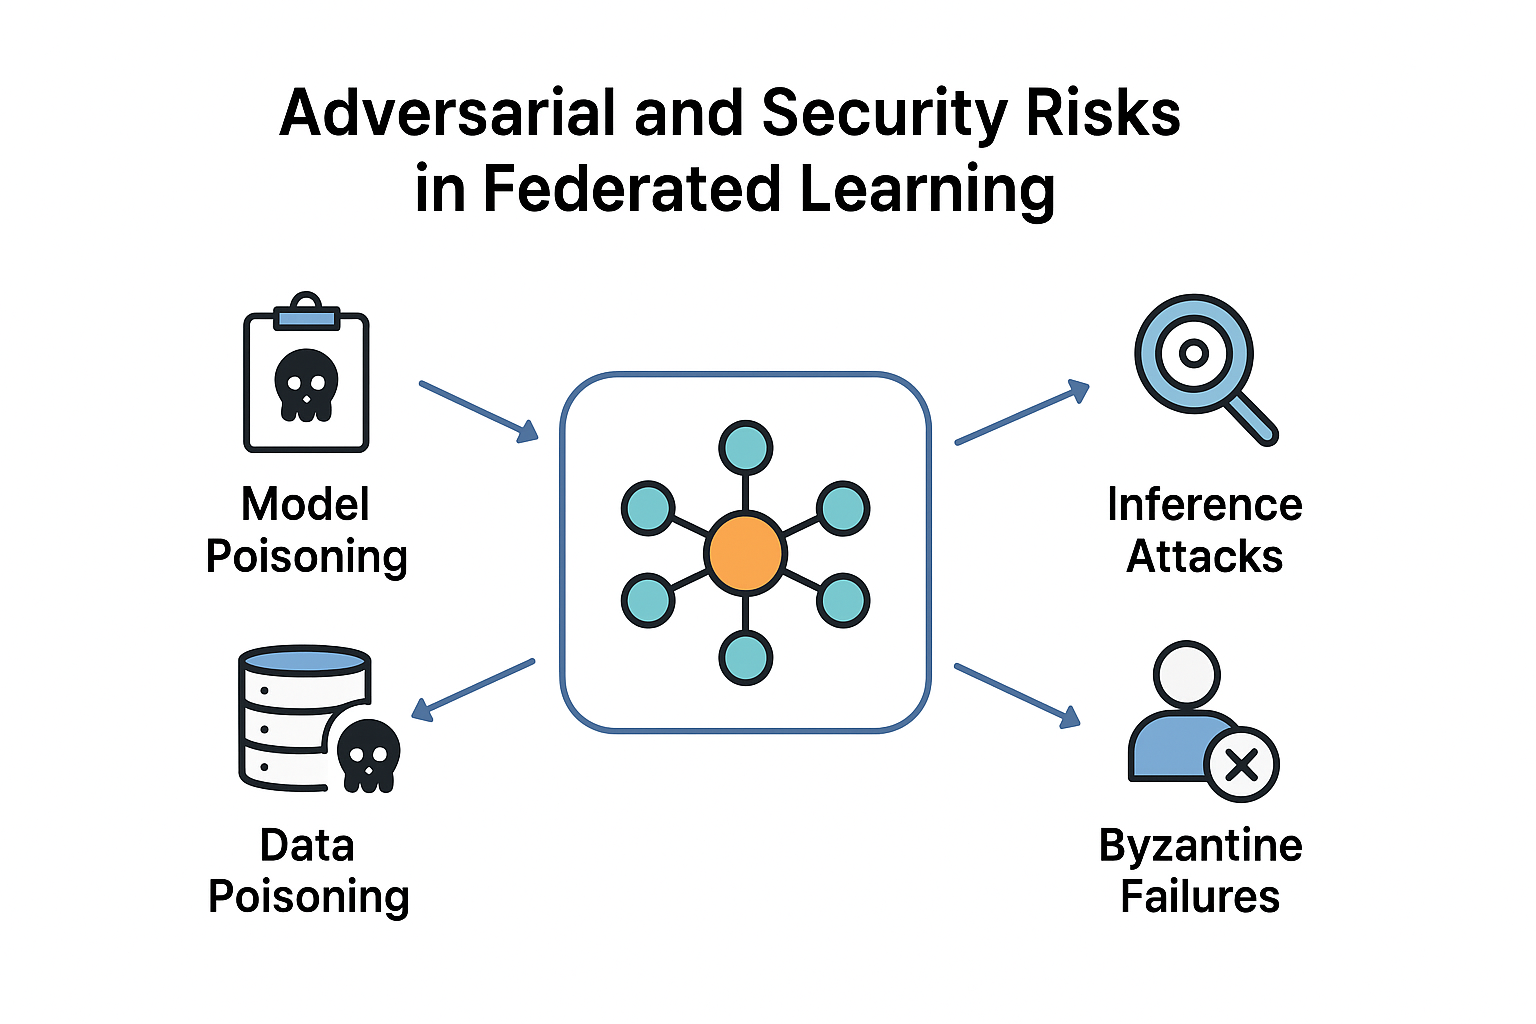 Adversarial and Security Risks
in Federated Learning
Model
Poisoning
Inference
Attacks
Data
Poisoning
Byzantine
Failures